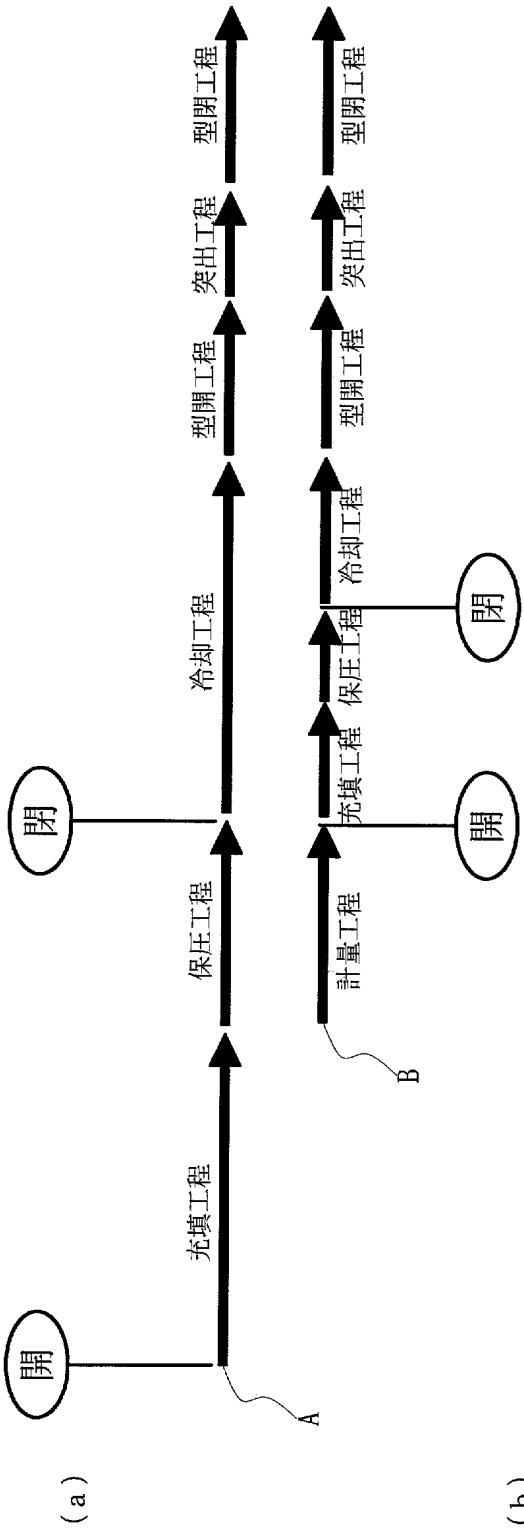 (a)
開
閉
充填工程
保圧工程
冷却工程
型開工程
突出工程
型閉工程
A
計量工程
充填工程
保圧工程
冷却工程
型開工程
突出工程
型閉工程
B
開
閉
(b)